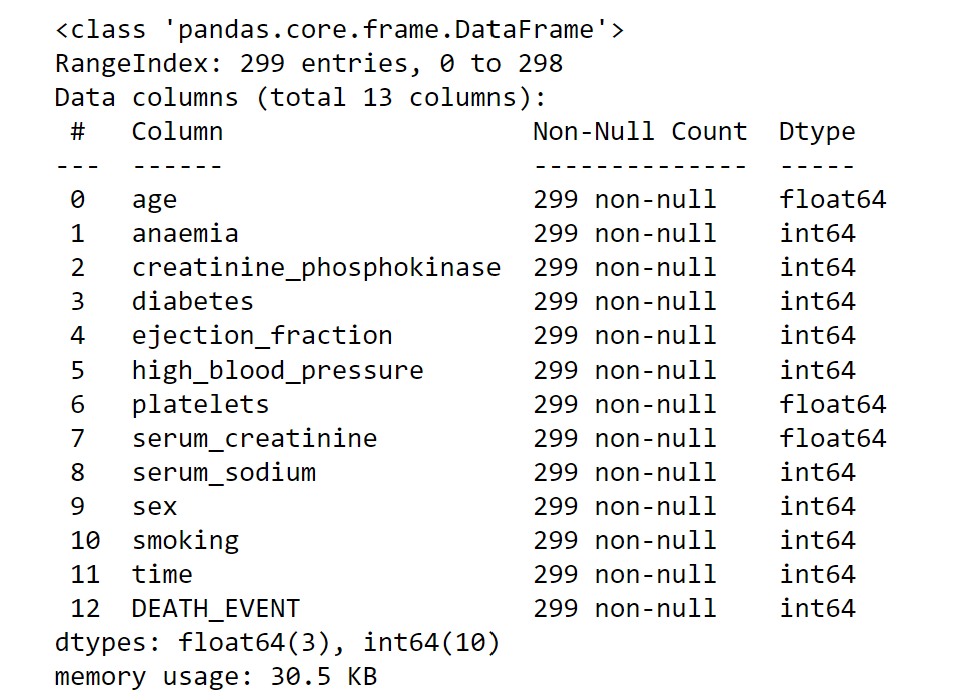 <class 'pandas.core.frame.DataFrame'>
RangeIndex: 299 entries, 0 to 298
Data columns (total 13 columns):
 #   Column                    Non-Null Count  Dtype
---  ------                    --------------  -----
 0   age                       299 non-null    float64
 1   anaemia                   299 non-null    int64
 2   creatinine_phosphokinase  299 non-null    int64
 3   diabetes                  299 non-null    int64
 4   ejection_fraction         299 non-null    int64
 5   high_blood_pressure       299 non-null    int64
 6   platelets                 299 non-null    float64
 7   serum_creatinine          299 non-null    float64
 8   serum_sodium              299 non-null    int64
 9   sex                       299 non-null    int64
 10  smoking                   299 non-null    int64
 11  time                      299 non-null    int64
 12  DEATH_EVENT               299 non-null    int64
dtypes: float64(3), int64(10)
memory usage: 30.5 KB